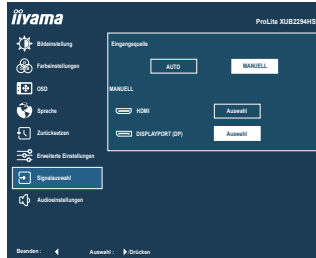 iiyama
ProLite XUB2294HS
Bildeinstellung
Farbeinstellungen
OSD
Sprache
Zurücksetzen
Erweiterte Einstellungen
Signalauswahl
Audioeinstellungen
Eingangsquelle
AUTO MANUELL
MANUELL
HDMI Auswahl
DISPLAYPORT (DP) Auswahl
Beenden : Auswahl : /Drücken